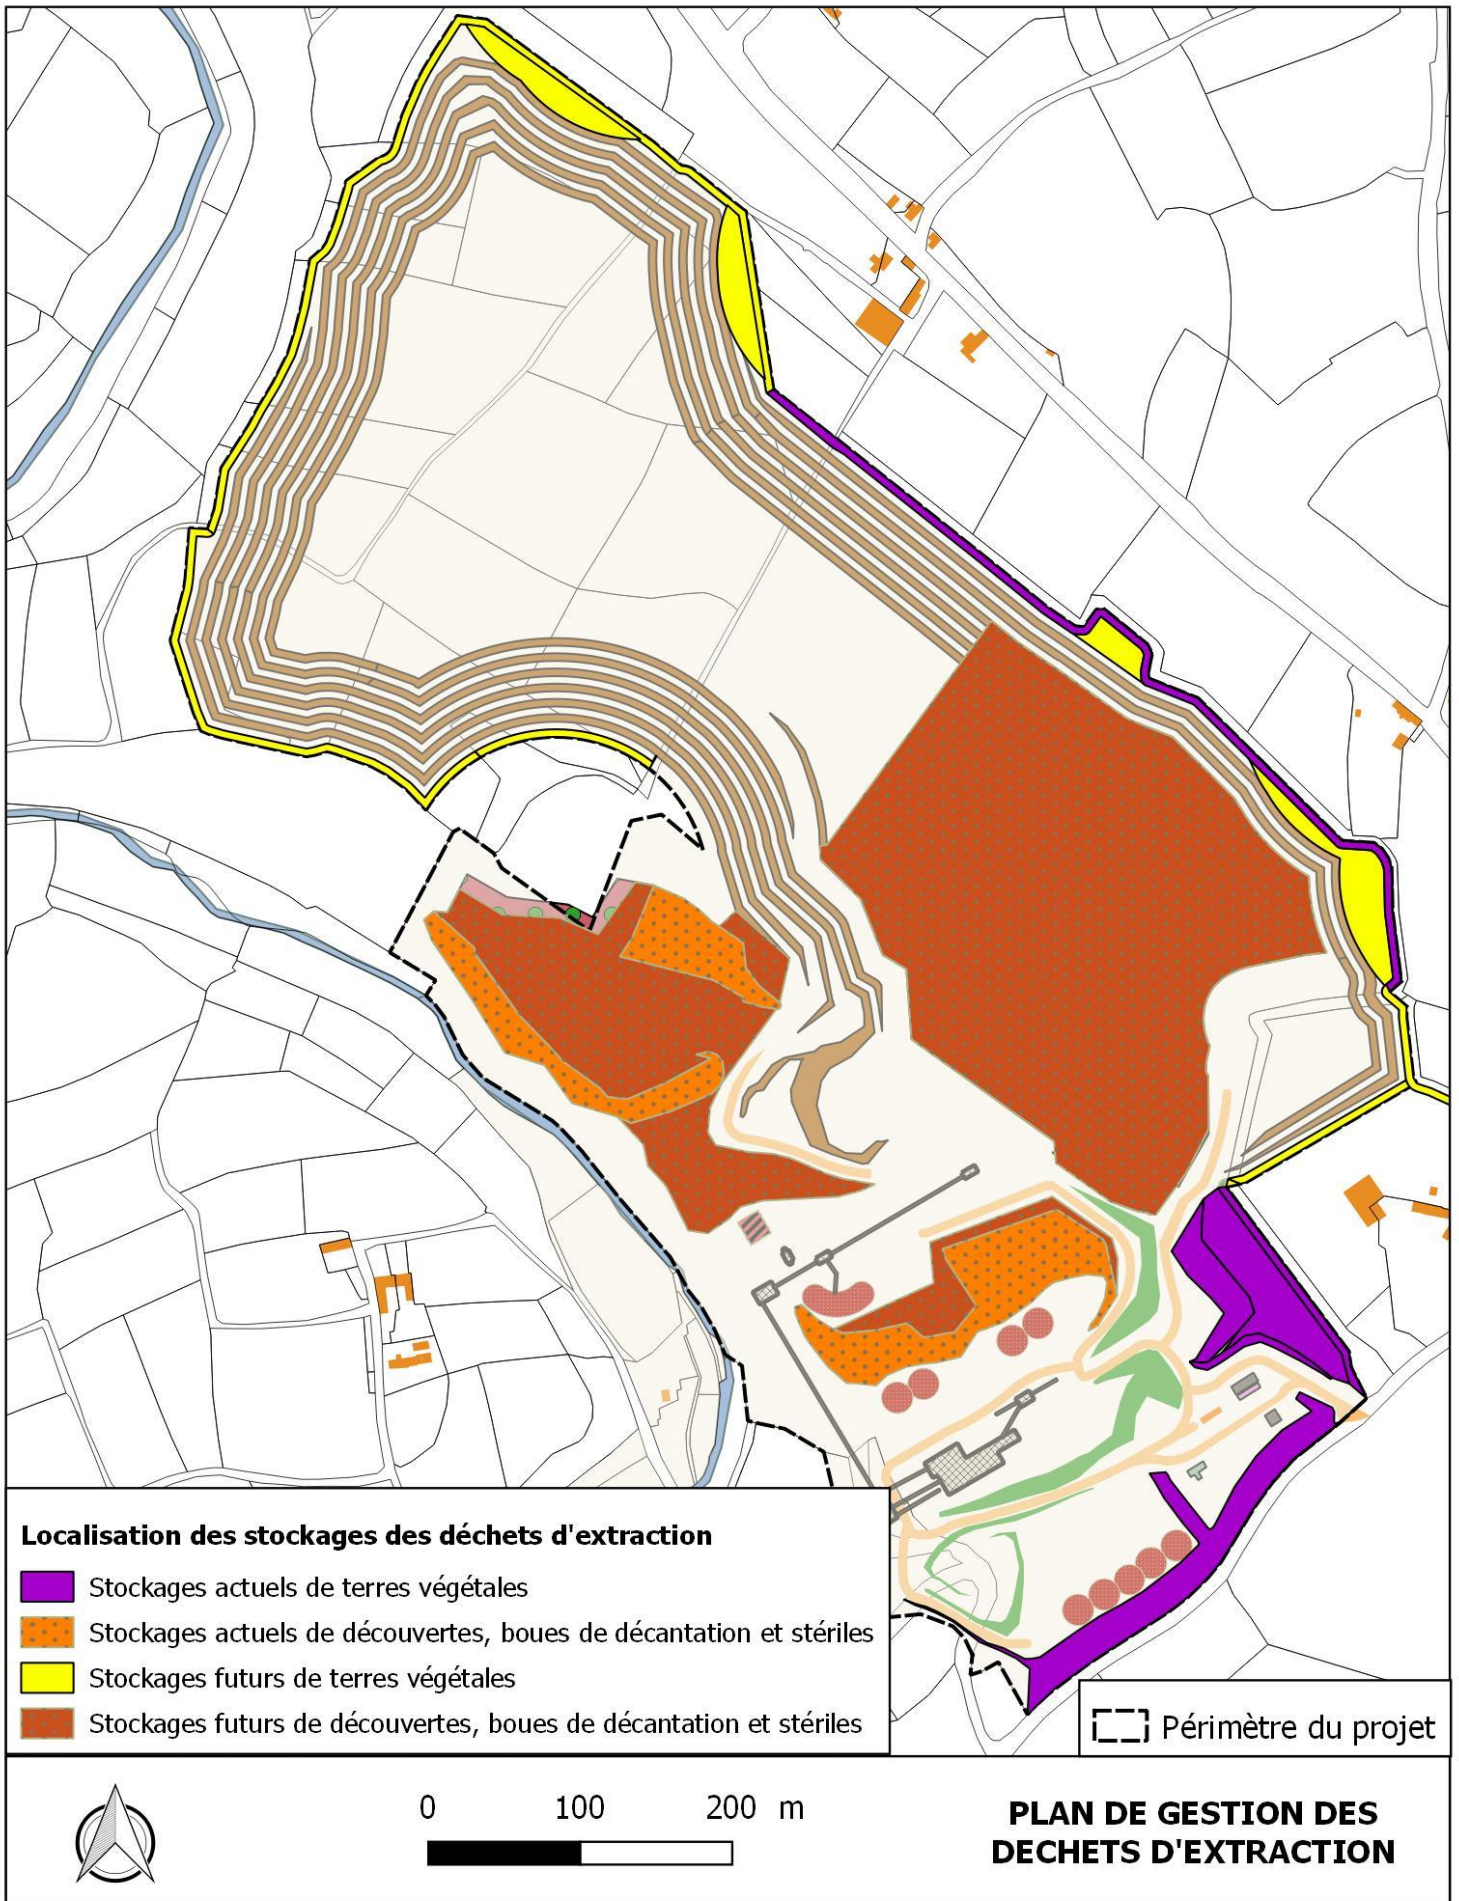 Localisation des stockages des déchets d'extraction
Stockages actuels de terres végétales
Stockages actuels de découvertes, boues de décantation et stériles
Stockages futurs de terres végétales
Stockages futurs de découvertes, boues de décantation et stériles
Périmètre du projet
0 100 200 m
PLAN DE GESTION DES
DECHETS D'EXTRACTION